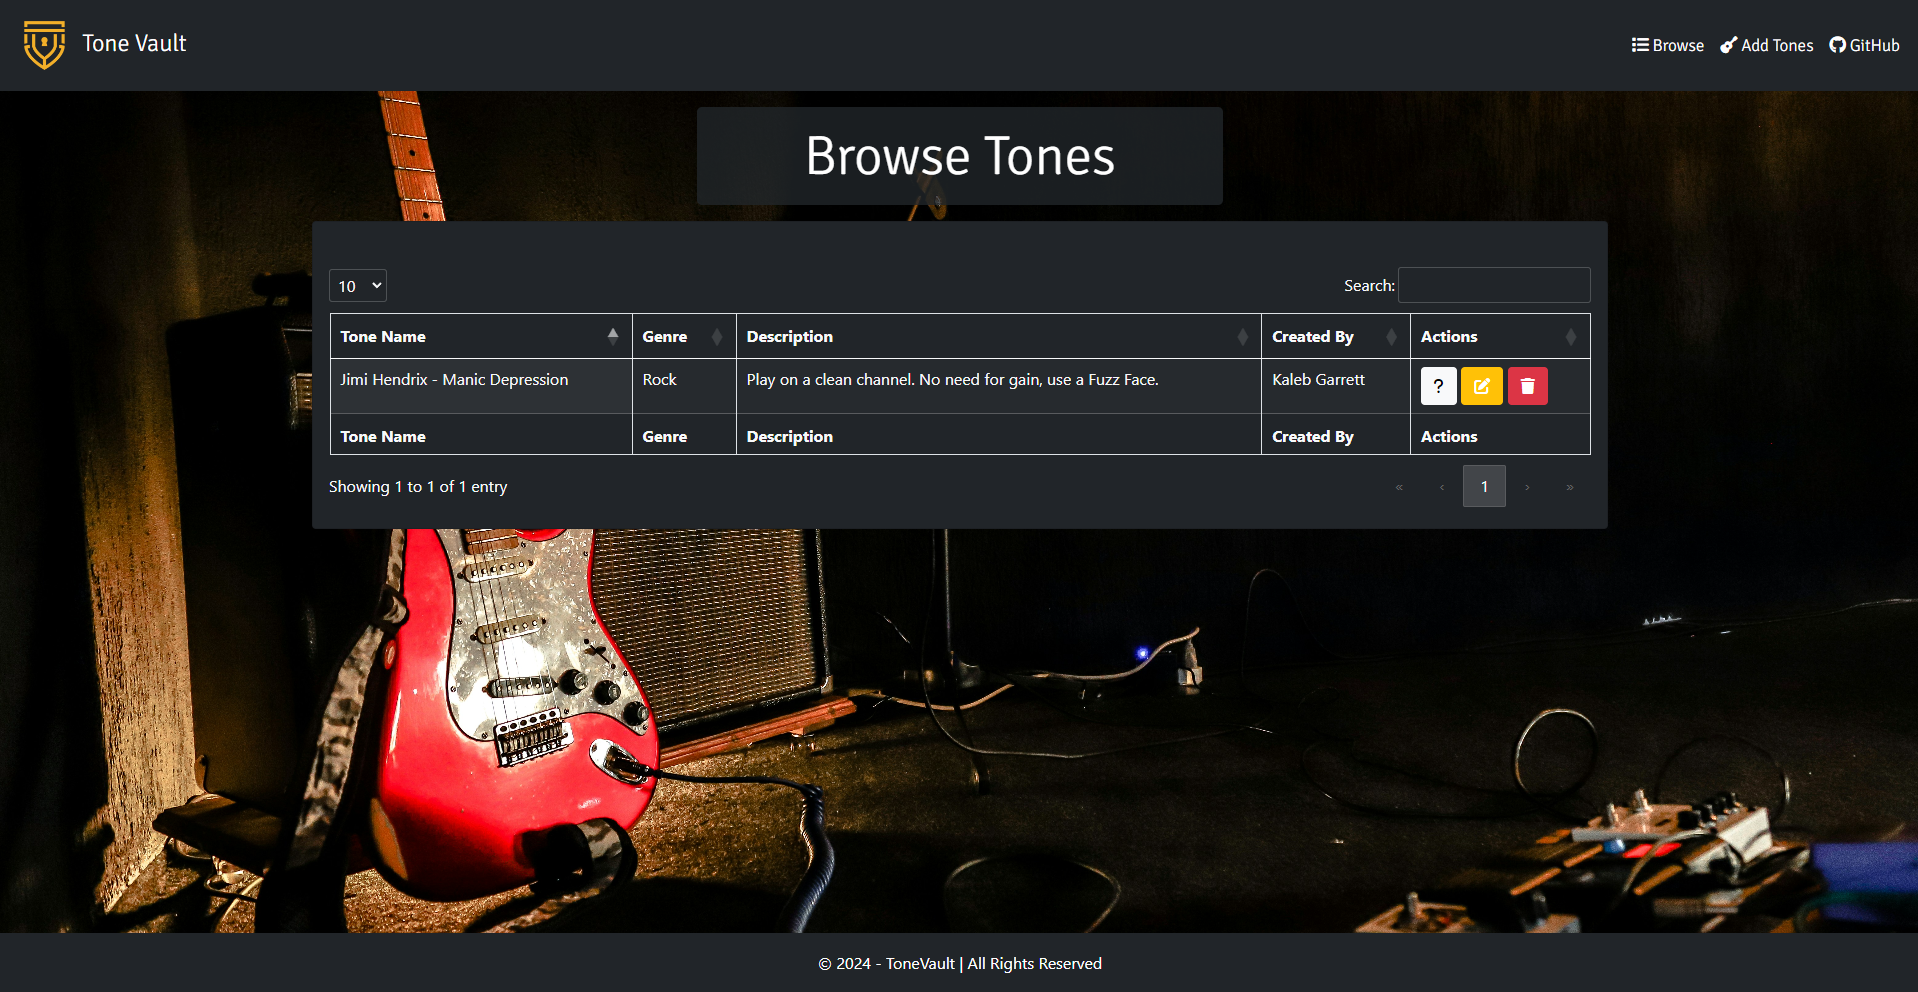 Tone Vault
Browse Add Tones GitHub
Browse Tones
10 Search:
Tone Name Genre Description Created By Actions
Jimi Hendrix - Manic Depression Rock Play on a clean channel. No need for gain, use a Fuzz Face. Kaleb Garrett ?
Tone Name Genre Description Created By Actions
Showing 1 to 1 of 1 entry « ‹ 1 › »
© 2024 - ToneVault | All Rights Reserved